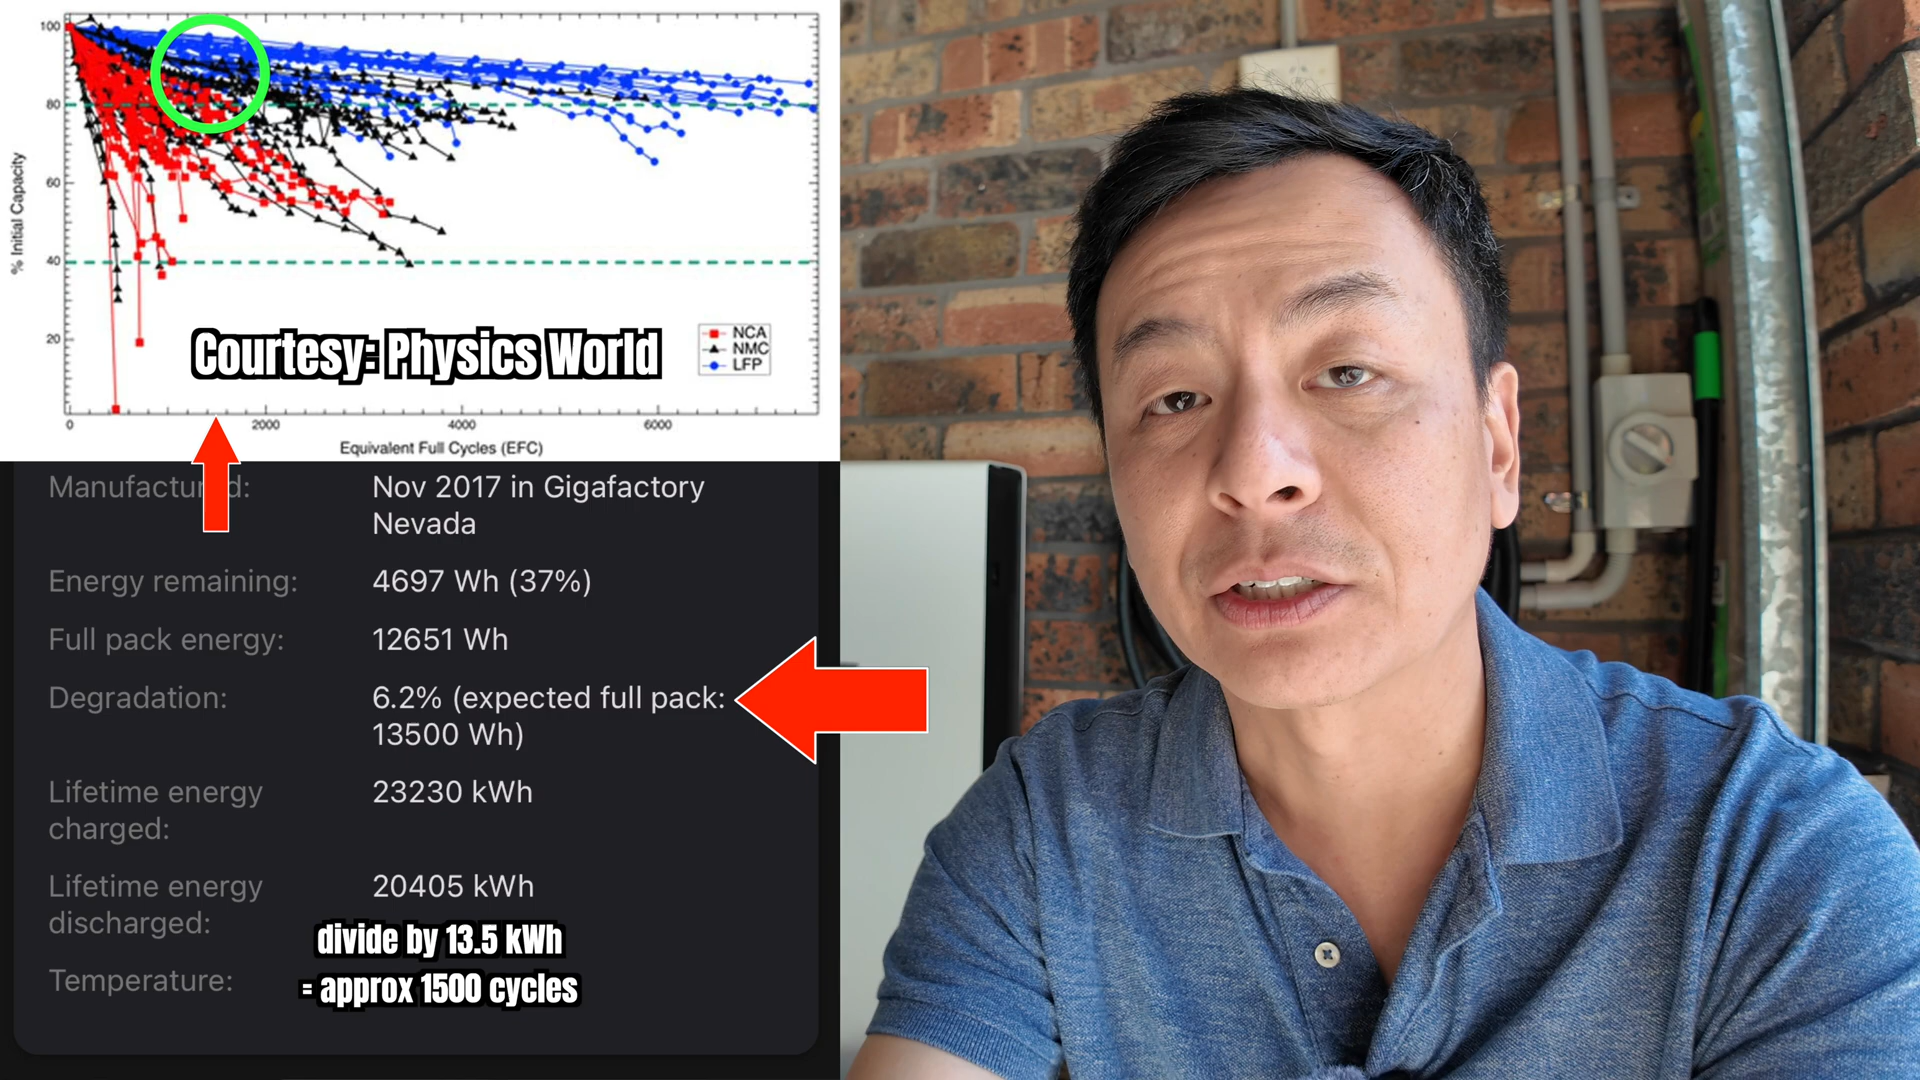 100
80
60
40
20
% Initial Capacity
0
2000
4000
6000
Equivalent Full Cycles (EFC)
NCA
NMC
LFP
Courtesy: Physics World
Manufactur d:
Nov 2017 in Gigafactory
Nevada
Energy remaining:
4697 Wh (37%)
Full pack energy:
12651 Wh
Degradation:
6.2% (expected full pack:
13500 Wh)
Lifetime energy
charged:
23230 kWh
Lifetime energy
discharged:
20405 kWh
divide by 13.5 kWh
= approx 1500 cycles
Temperature: